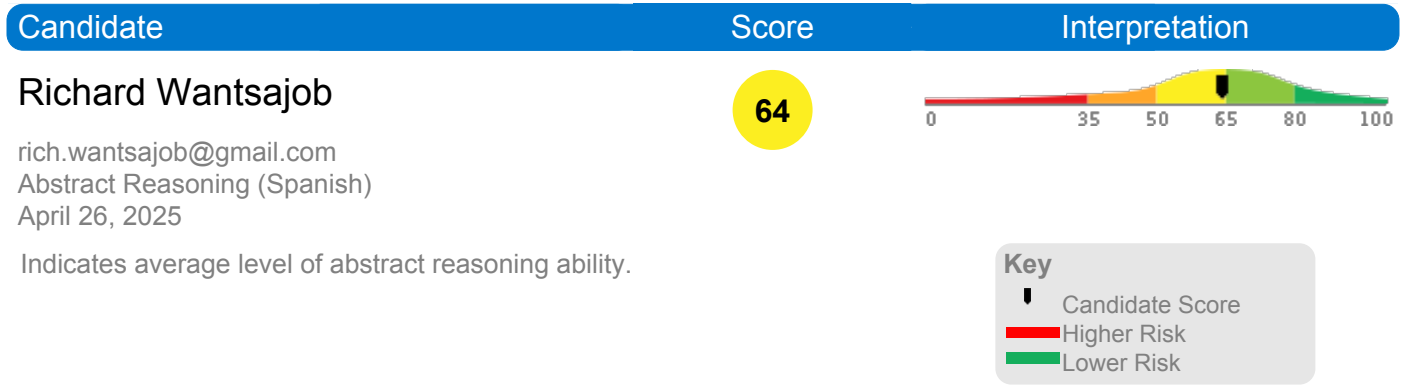 Candidate Score Interpretation
Richard Wantsajob
64
0 35 50 65 80 100
rich.wantsajob@gmail.com
Abstract Reasoning (Spanish)
April 26, 2025
Indicates average level of abstract reasoning ability.
Key
Candidate Score
Higher Risk
Lower Risk